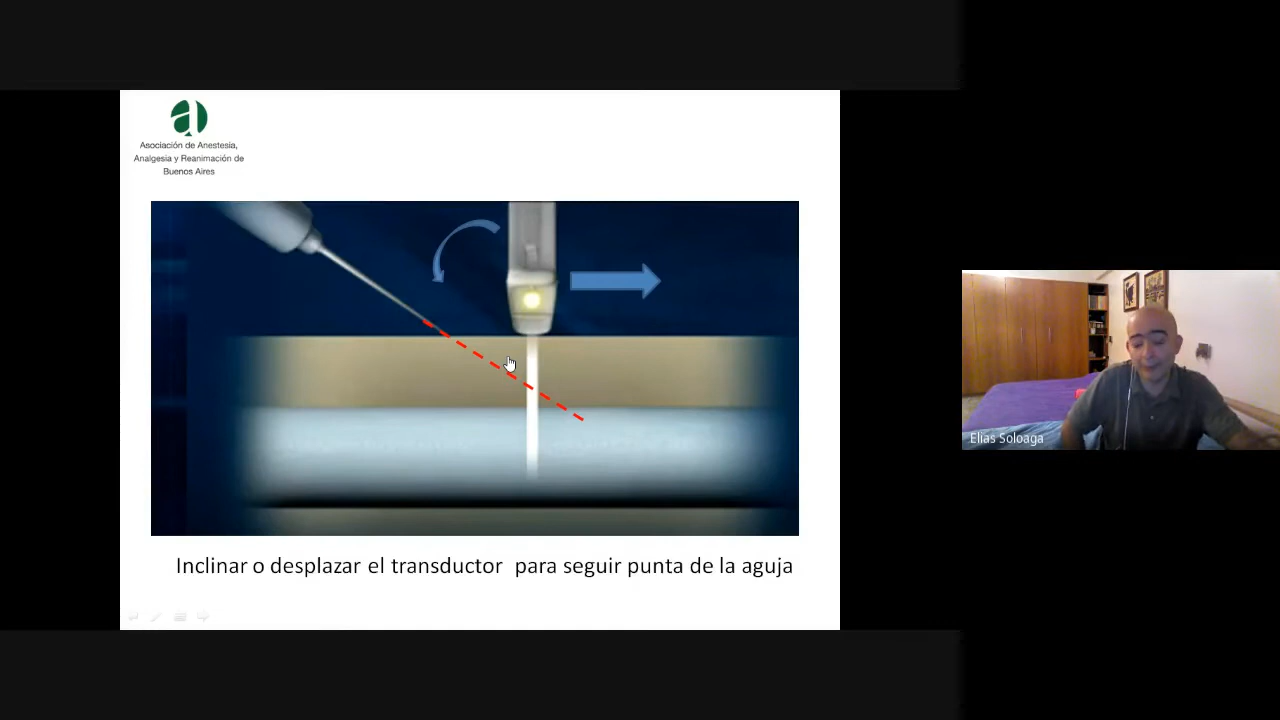 Asociación de Anestesia,
Analgesia y Reanimación de
Buenos Aires
Elias Soloaga
Inclinar o desplazar el transductor para seguir punta de la aguja